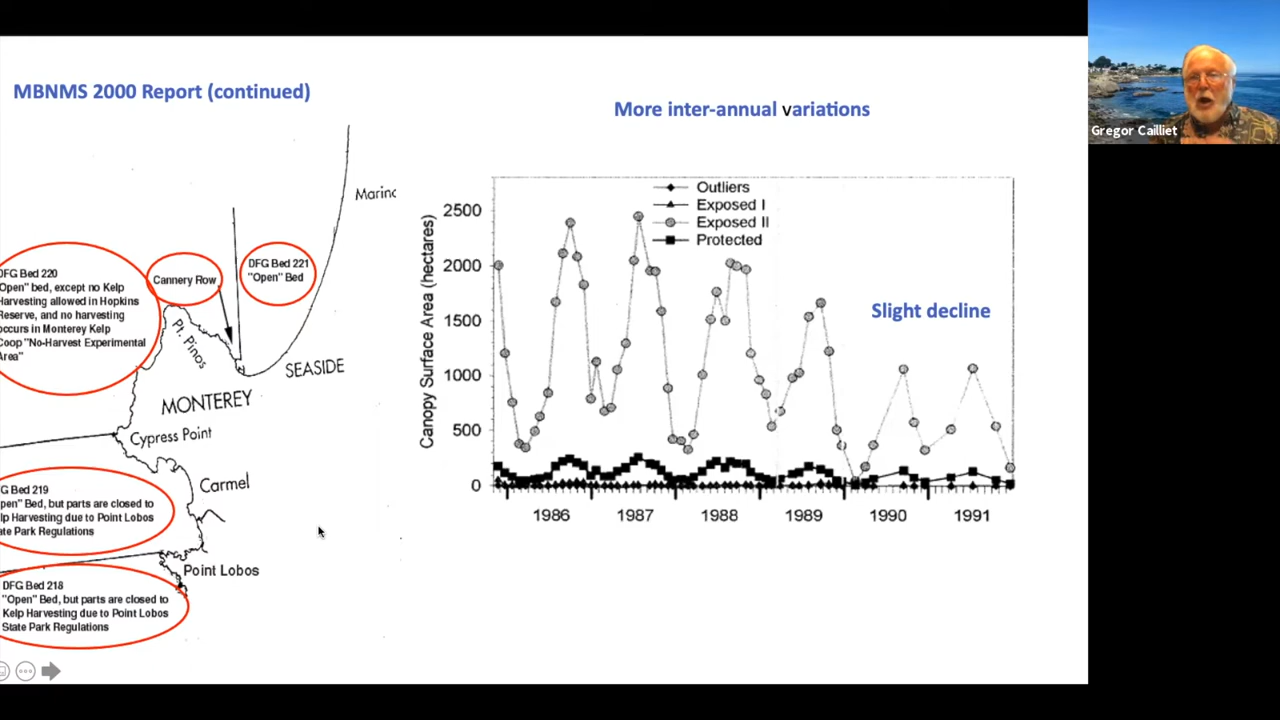 MBNMS 2000 Report (continued)
More inter-annual variations
Gregor Cailliet
Marina
DFG Bed 220
"Open" bed, except no Kelp
Harvesting allowed in Hopkins
Reserve, and no harvesting
occurs in Monterey Kelp
Coop "No-Harvest Experimental
Area"
Cannery Row
DFG Bed 221
"Open" Bed
Pt. Pinos
SEASIDE
MONTEREY
Cypress Point
Carmel
DFG Bed 219
"Open" Bed, but parts are closed to
Kelp Harvesting due to Point Lobos
State Park Regulations
Point Lobos
DFG Bed 218
"Open" Bed, but parts are closed to
Kelp Harvesting due to Point Lobos
State Park Regulations
Outliers
Exposed I
Exposed II
Protected
Slight decline
Canopy Surface Area (hectares)
2500
2000
1500
1000
500
0
1986 1987 1988 1989 1990 1991